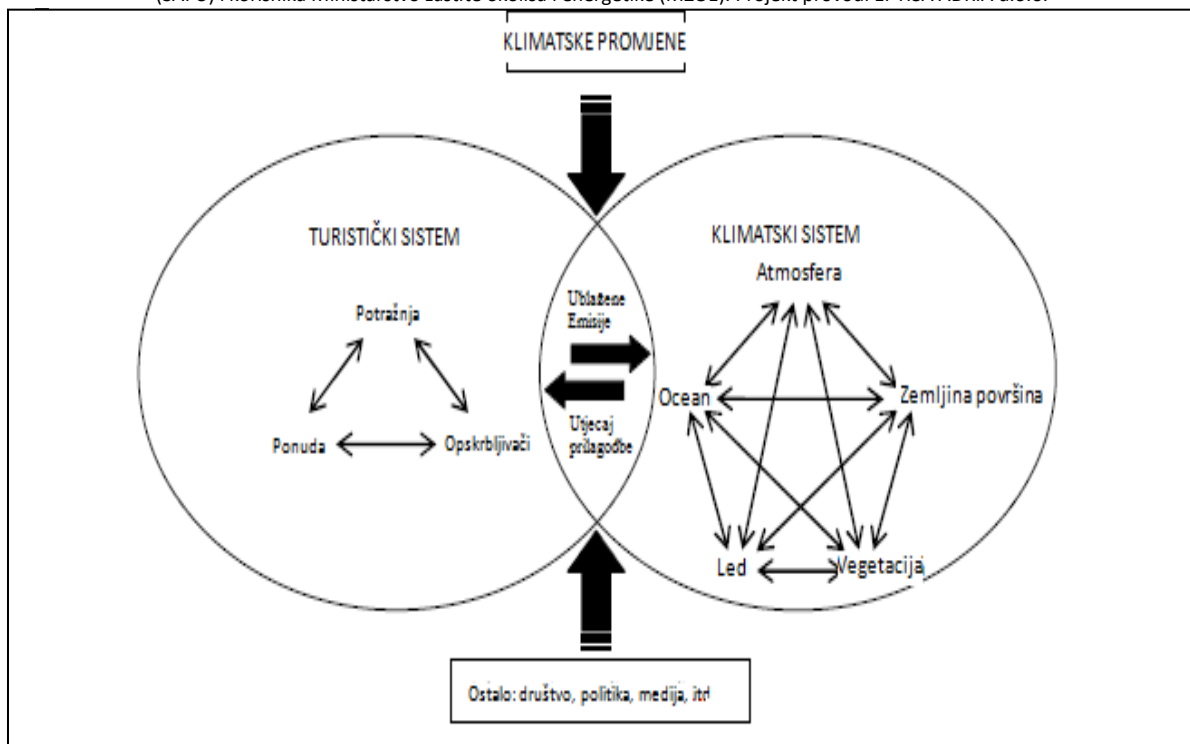 KLIMATSKE PROMJENE
TURISTIČKI SISTEM
KLIMATSKI SISTEM
Atmosfera
Potražnja
Ublažene
Emisije
Ocean
Zemljina površina
Ponuda
Opskrbljivači
Utjecaj
prilagodbe
Led
Vegetacija
Ostalo: društvo, politika, medija, itd